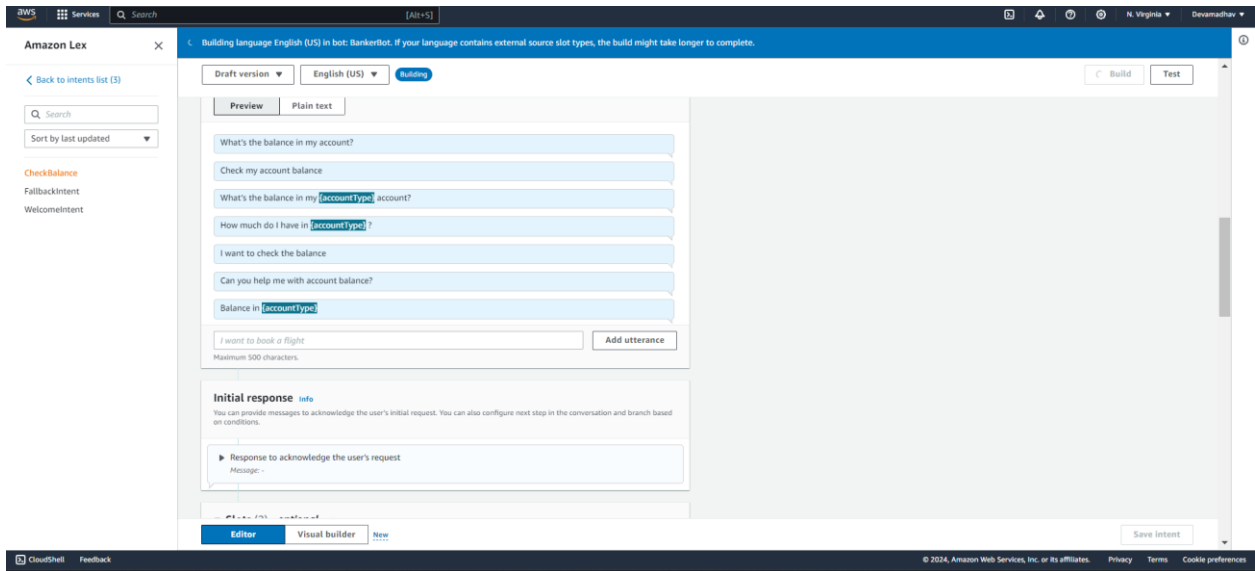 aws
Services
Search
[Alt+S]
N. Virginia
Devamadhav
Amazon Lex
Back to intents list (3)
Search
Sort by last updated
CheckBalance
FallbackIntent
WelcomeIntent
Building language English (US) in bot: BankerBot. If your language contains external source slot types, the build might take longer to complete.
Draft version
English (US)
Building
Build
Test
Preview
Plain text
What's the balance in my account?
Check my account balance
What's the balance in my {accountType} account?
How much do I have in {accountType} ?
I want to check the balance
Can you help me with account balance?
Balance in {accountType}
I want to book a flight
Add utterance
Maximum 500 characters.
Initial response Info
You can provide messages to acknowledge the user's initial request. You can also configure next step in the conversation and branch based
on conditions.
Response to acknowledge the user's request
Message: -
Slots (2) - optional
Editor
Visual builder
New
Save intent
CloudShell
Feedback
© 2024, Amazon Web Services, Inc. or its affiliates.
Privacy
Terms
Cookie preferences